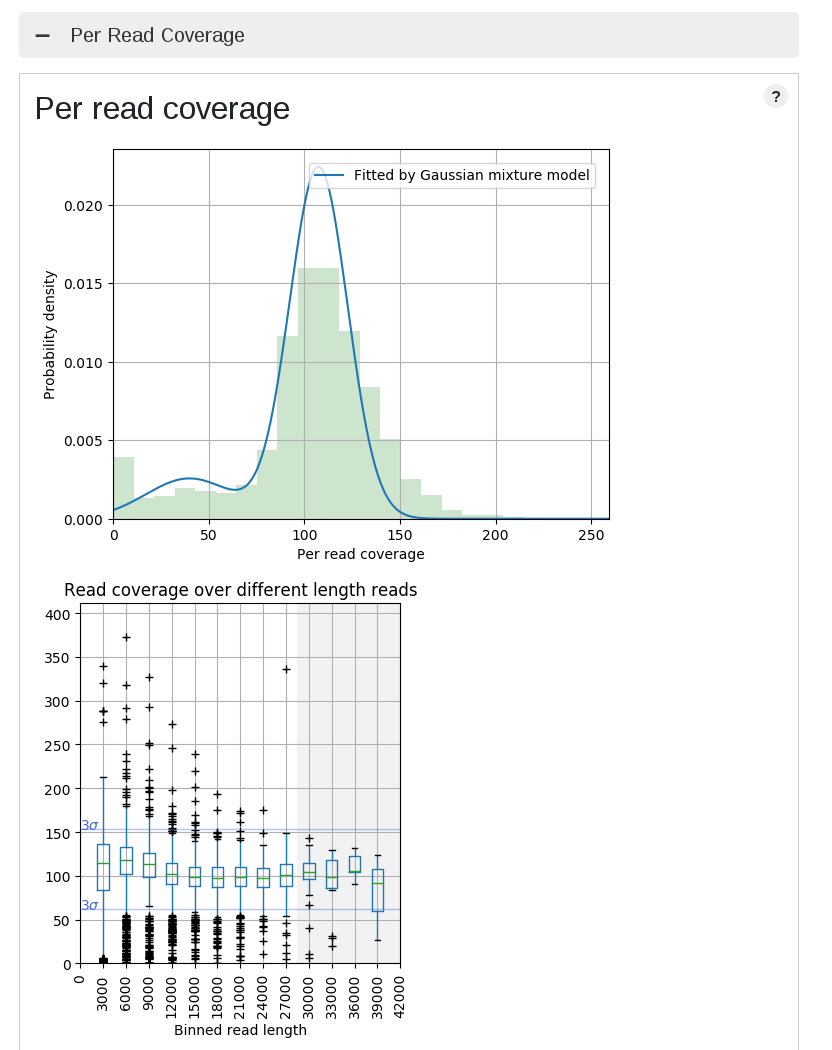 − Per Read Coverage
Per read coverage
?
Fitted by Gaussian mixture model
Probability density
0.020
0.015
0.010
0.005
0.000
0 50 100 150 200 250
Per read coverage
Read coverage over different length reads
400
350
300
250
200
150
100
50
0
3σ
3σ
0 3000 6000 9000 12000 15000 18000 21000 24000 27000 30000 33000 36000 39000 42000
Binned read length